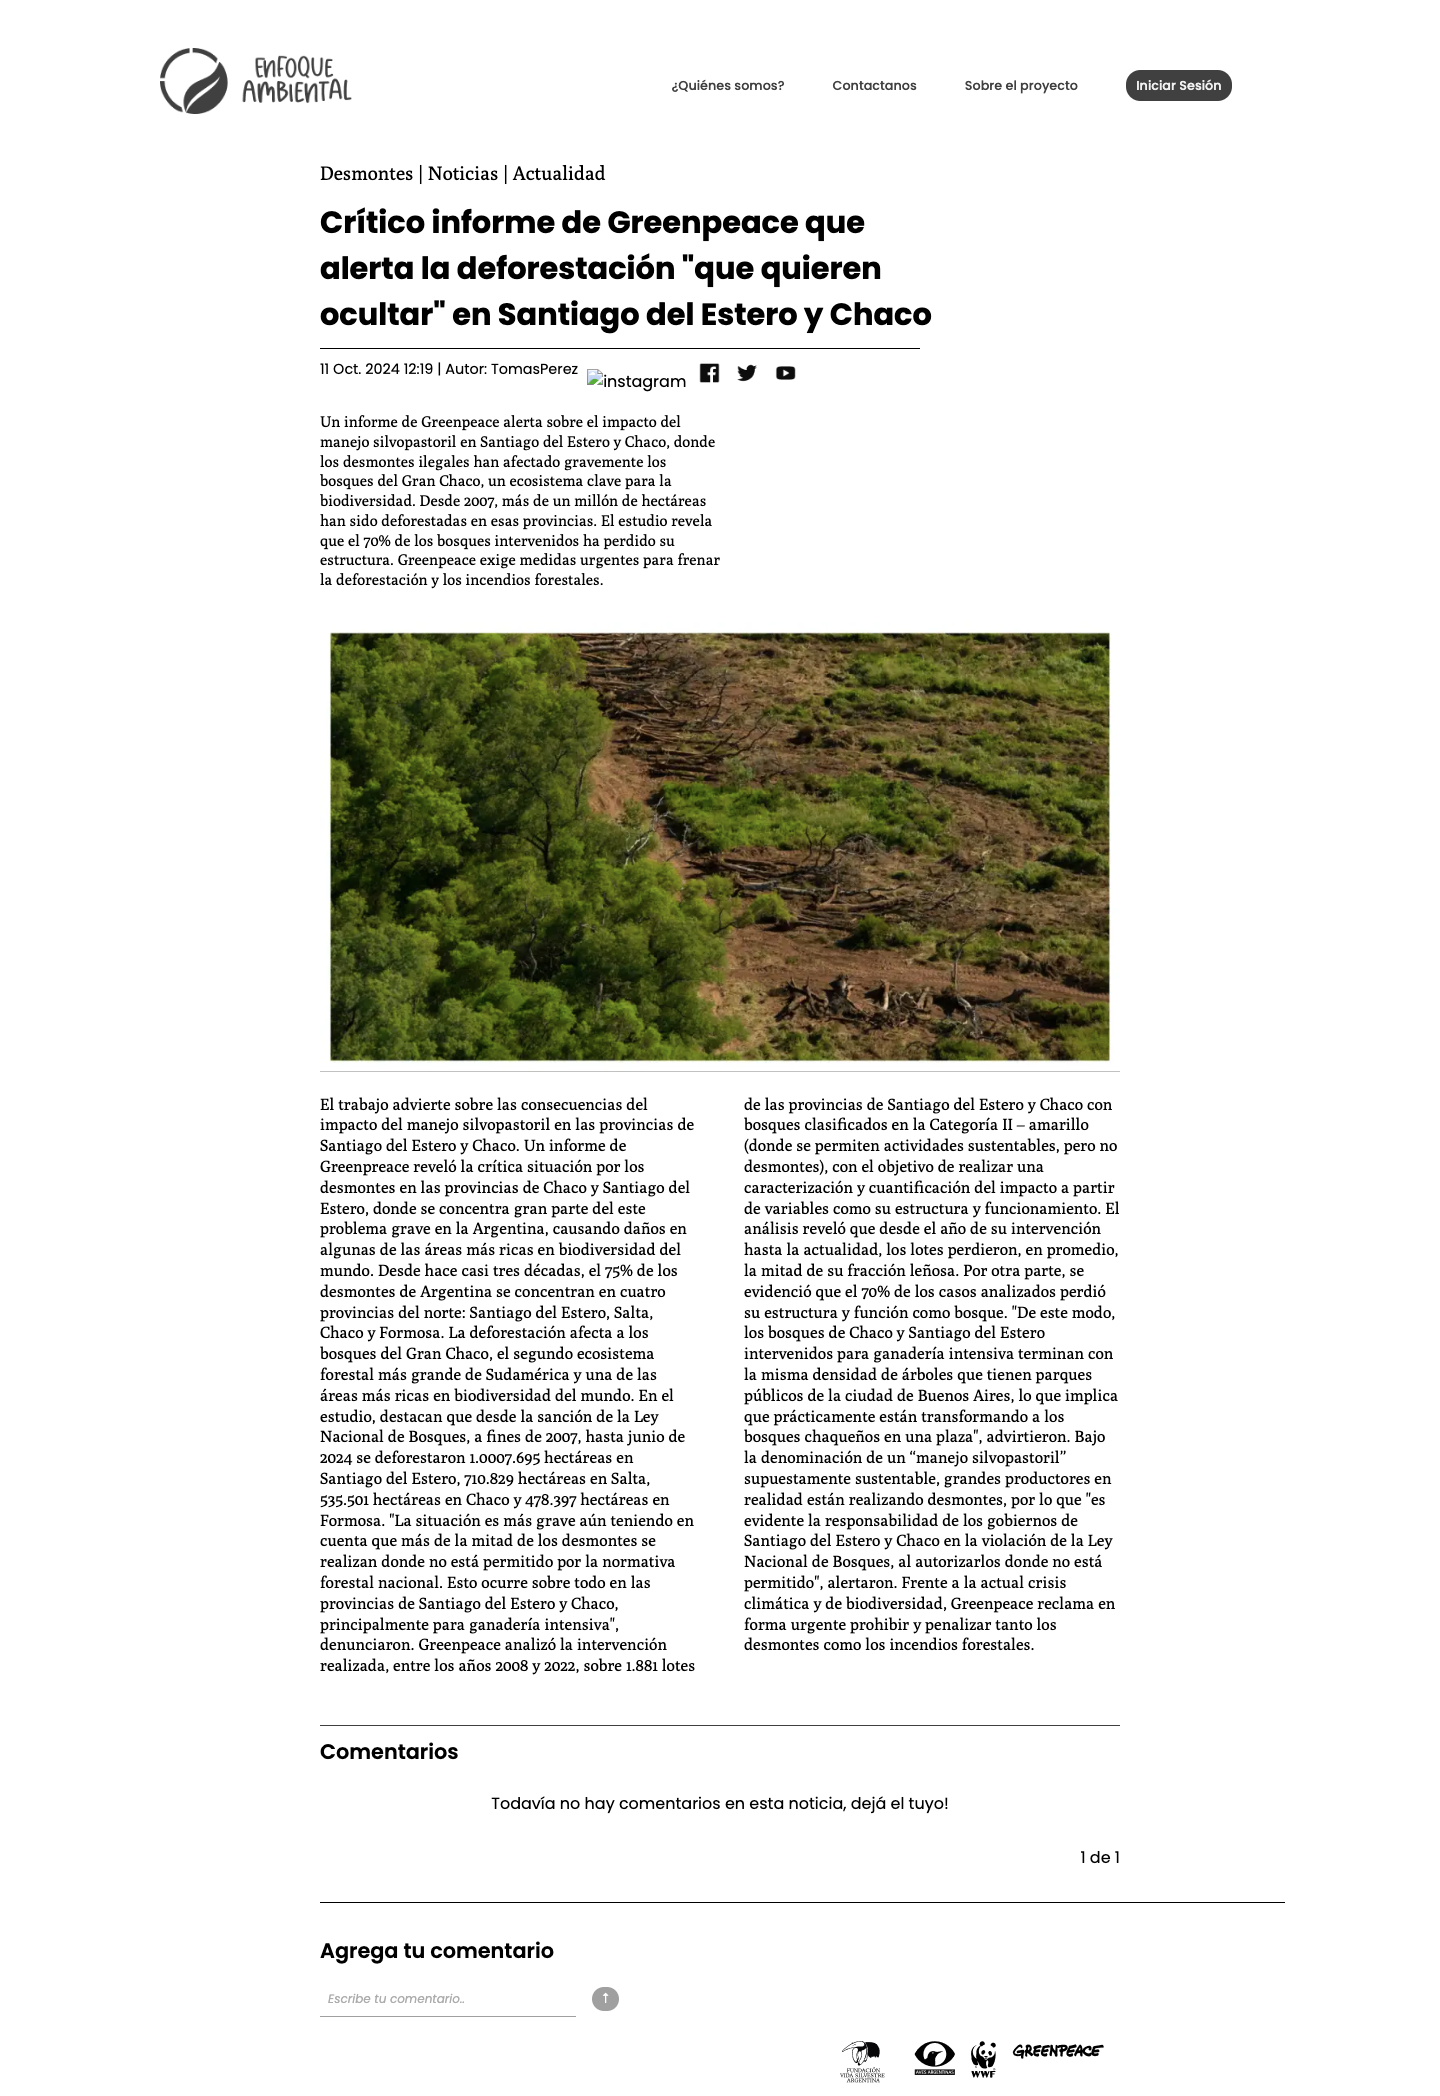 ENFOQUE
AMBIENTAL
¿Quiénes somos?
Contactanos
Sobre el proyecto
Iniciar Sesión
Desmontes | Noticias | Actualidad
Crítico informe de Greenpeace que
alerta la deforestación "que quieren
ocultar" en Santiago del Estero y Chaco
11 Oct. 2024 12:19 | Autor: TomasPerez
instagram
Un informe de Greenpeace alerta sobre el impacto del
manejo silvopastoril en Santiago del Estero y Chaco, donde
los desmontes ilegales han afectado gravemente los
bosques del Gran Chaco, un ecosistema clave para la
biodiversidad. Desde 2007, más de un millón de hectáreas
han sido deforestadas en esas provincias. El estudio revela
que el 70% de los bosques intervenidos ha perdido su
estructura. Greenpeace exige medidas urgentes para frenar
la deforestación y los incendios forestales.
El trabajo advierte sobre las consecuencias del
impacto del manejo silvopastoril en las provincias de
Santiago del Estero y Chaco. Un informe de
Greenpreace reveló la crítica situación por los
desmontes en las provincias de Chaco y Santiago del
Estero, donde se concentra gran parte del este
problema grave en la Argentina, causando daños en
algunas de las áreas más ricas en biodiversidad del
mundo. Desde hace casi tres décadas, el 75% de los
desmontes de Argentina se concentran en cuatro
provincias del norte: Santiago del Estero, Salta,
Chaco y Formosa. La deforestación afecta a los
bosques del Gran Chaco, el segundo ecosistema
forestal más grande de Sudamérica y una de las
áreas más ricas en biodiversidad del mundo. En el
estudio, destacan que desde la sanción de la Ley
Nacional de Bosques, a fines de 2007, hasta junio de
2024 se deforestaron 1.0007.695 hectáreas en
Santiago del Estero, 710.829 hectáreas en Salta,
535.501 hectáreas en Chaco y 478.397 hectáreas en
Formosa. "La situación es más grave aún teniendo en
cuenta que más de la mitad de los desmontes se
realizan donde no está permitido por la normativa
forestal nacional. Esto ocurre sobre todo en las
provincias de Santiago del Estero y Chaco,
principalmente para ganadería intensiva",
denunciaron. Greenpeace analizó la intervención
realizada, entre los años 2008 y 2022, sobre 1.881 lotes
de las provincias de Santiago del Estero y Chaco con
bosques clasificados en la Categoría II – amarillo
(donde se permiten actividades sustentables, pero no
desmontes), con el objetivo de realizar una
caracterización y cuantificación del impacto a partir
de variables como su estructura y funcionamiento. El
análisis reveló que desde el año de su intervención
hasta la actualidad, los lotes perdieron, en promedio,
la mitad de su fracción leñosa. Por otra parte, se
evidenció que el 70% de los casos analizados perdió
su estructura y función como bosque. "De este modo,
los bosques de Chaco y Santiago del Estero
intervenidos para ganadería intensiva terminan con
la misma densidad de árboles que tienen parques
públicos de la ciudad de Buenos Aires, lo que implica
que prácticamente están transformando a los
bosques chaqueños en una plaza", advirtieron. Bajo
la denominación de un “manejo silvopastoril”
supuestamente sustentable, grandes productores en
realidad están realizando desmontes, por lo que "es
evidente la responsabilidad de los gobiernos de
Santiago del Estero y Chaco en la violación de la Ley
Nacional de Bosques, al autorizarlos donde no está
permitido", alertaron. Frente a la actual crisis
climática y de biodiversidad, Greenpeace reclama en
forma urgente prohibir y penalizar tanto los
desmontes como los incendios forestales.
Comentarios
Todavía no hay comentarios en esta noticia, dejá el tuyo!
1 de 1
Agrega tu comentario
Escribe tu comentario..
↑
FUNDACIÓN
VIDA SILVESTRE
ARGENTINA
AVES ARGENTINAS
WWF
GREENPEACE